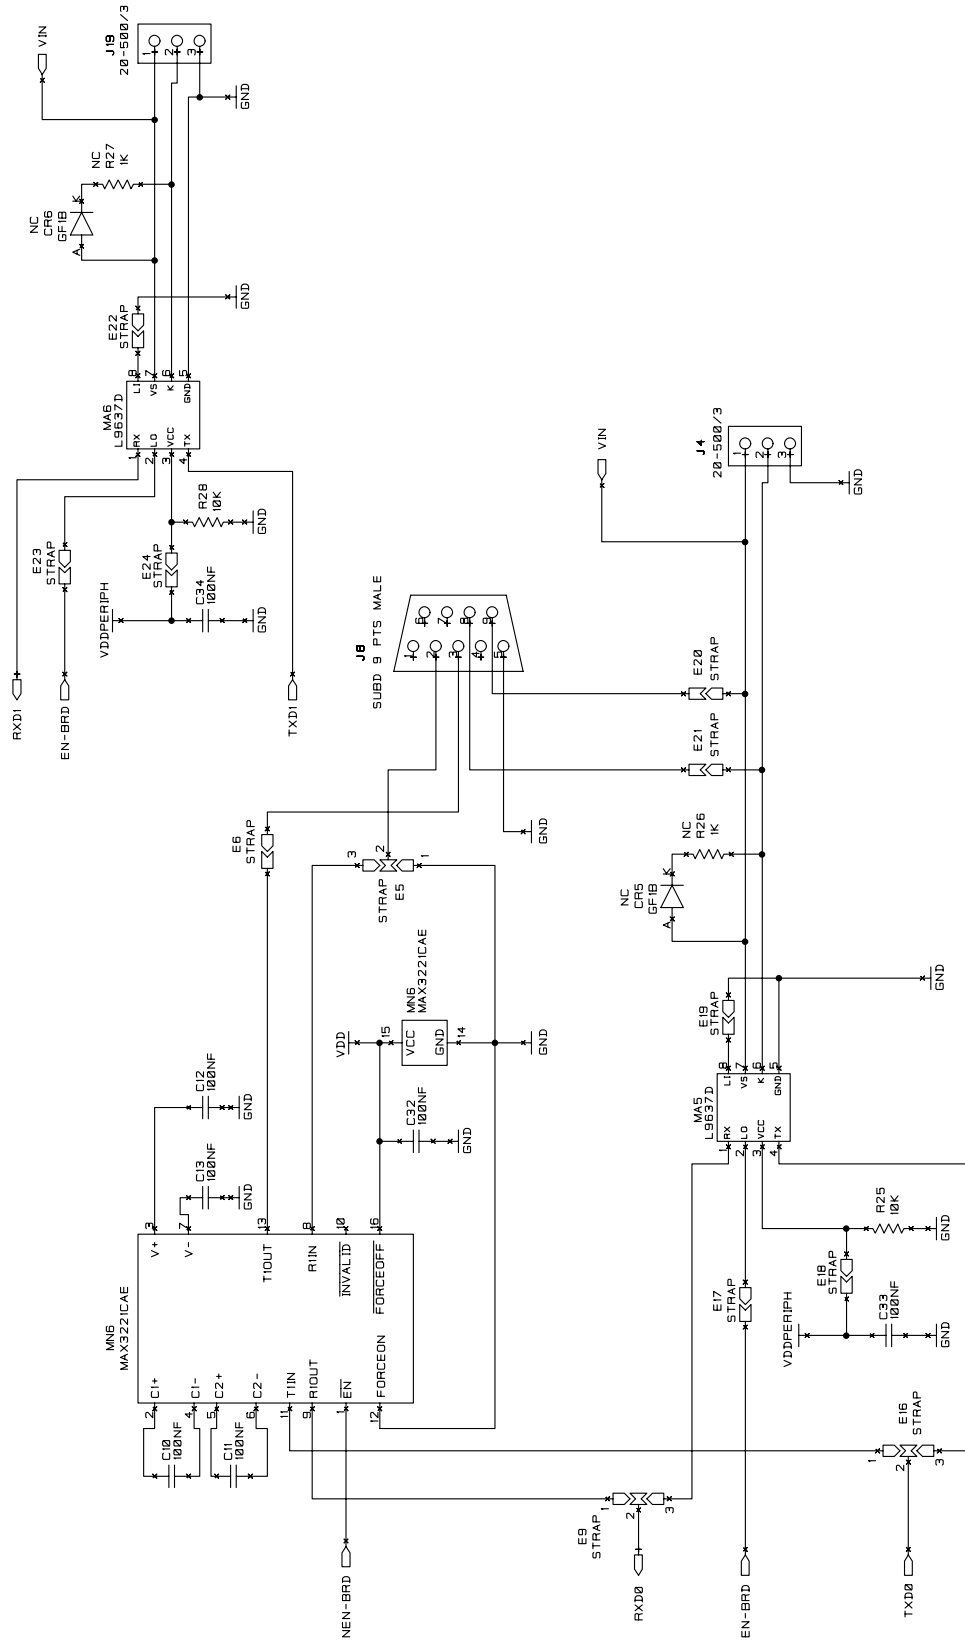 J19
20-500/3
VIN
1
2
3
GND
NC
R27
1K
NC
CR6
GF1B
A
K
GND
E22
STRAP
MA6
L9637D
8
7
6
5
LI
VS
K
GND
RX
LO
VCC
TX
1
2
3
4
R28
10K
GND
E23
STRAP
E24
STRAP
C34
100NF
GND
VDDPERIPH
RXD1
EN-BRD
TXD1
J4
20-500/3
1
2
3
VIN
GND
J8
SUBD 9 PTS MALE
6
7
8
9
1
2
3
4
5
E20
STRAP
E21
STRAP
GND
E6
STRAP
3
2
1
STRAP
E5
NC
R26
1K
NC
CR5
GF1B
A
K
GND
E19
STRAP
MN6
MAX3221CAE
VDD
15
VCC
GND
14
GND
C12
100NF
GND
C13
100NF
GND
C32
100NF
GND
MA5
L9637D
8
7
6
5
LI
VS
K
GND
RX
LO
VCC
TX
1
2
3
4
R25
10K
GND
E17
STRAP
E18
STRAP
C33
100NF
GND
VDDPERIPH
MN6
MAX3221CAE
3
7
13
8
10
16
V+
V-
T1OUT
R1IN
INVALID
FORCEOFF
C1+
C1-
C2+
C2-
T1IN
R1OUT
EN
FORCEON
2
4
5
6
11
9
1
12
C10
100NF
C11
100NF
E16
STRAP
1
2
3
E9
STRAP
1
2
3
NEN-BRD
RXD0
EN-BRD
TXD0